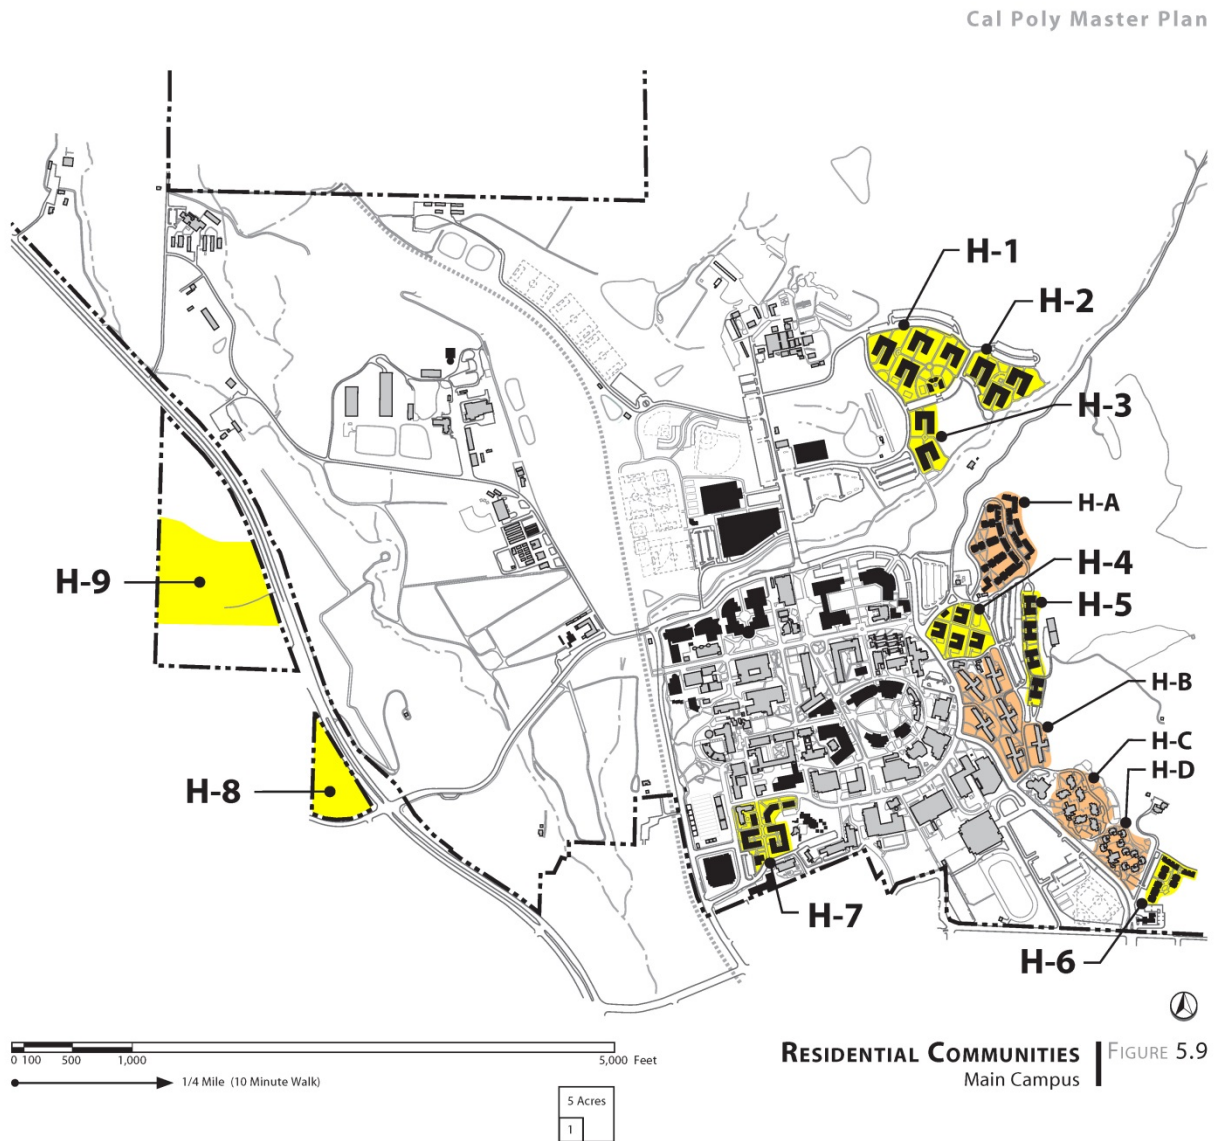 Cal Poly Master Plan
H-1
H-2
H-3
H-A
H-4
H-5
H-9
H-B
H-C
H-D
H-8
H-7
H-6
0 100 500 1,000 5,000 Feet
1/4 Mile (10 Minute Walk)
5 Acres
1
RESIDENTIAL COMMUNITIES
Main Campus
FIGURE 5.9